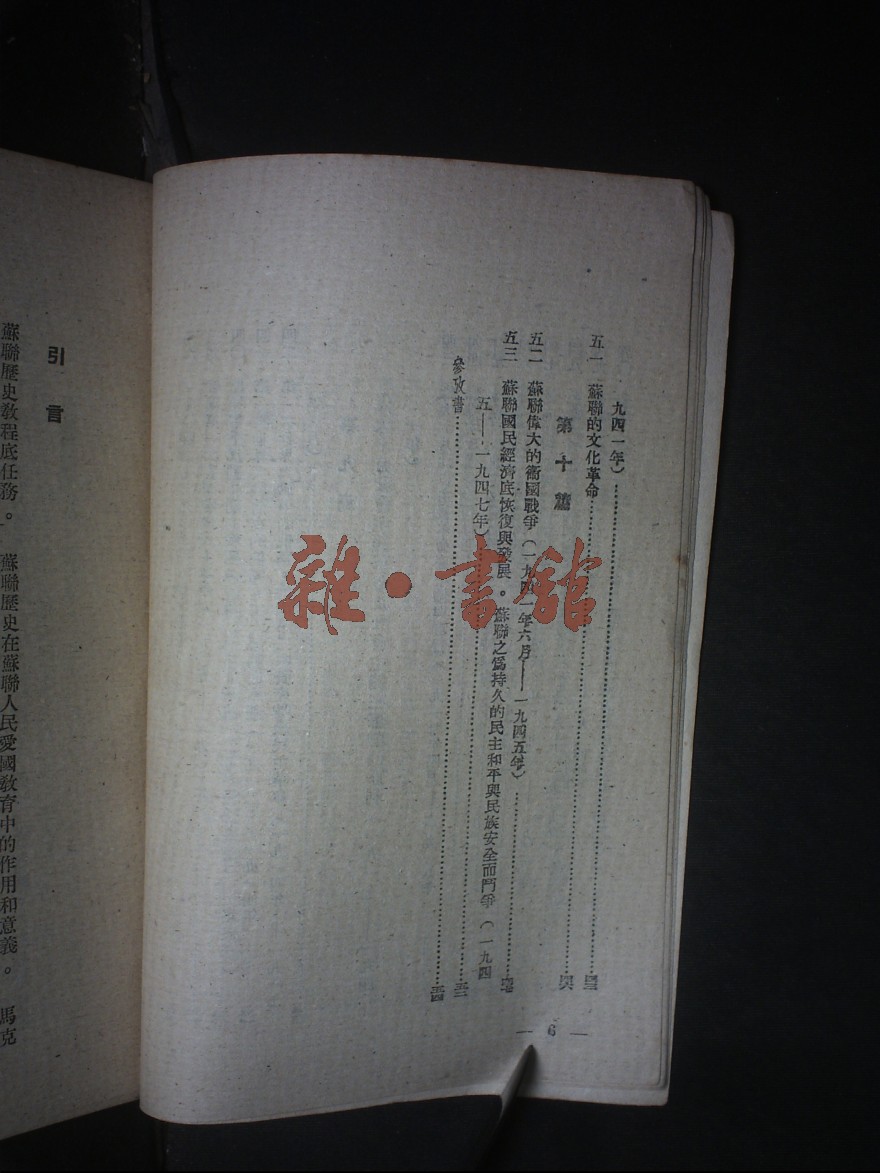 九四一年)
五一 蘇聯的文化革命
第十篇
五二 蘇聯偉大的衞國戰爭(一九四一年六月——一九四五年)
五三 蘇聯國民經濟底恢復與發展。蘇聯之爲持久的民主和平與民族安全而鬥爭(一九四
五——一九四七年)
參攷書
— 6 —
引言
蘇聯歷史教程底任務。 蘇聯歷史在蘇聯人民愛國教育中的作用和意義。 馬克
雜·書館